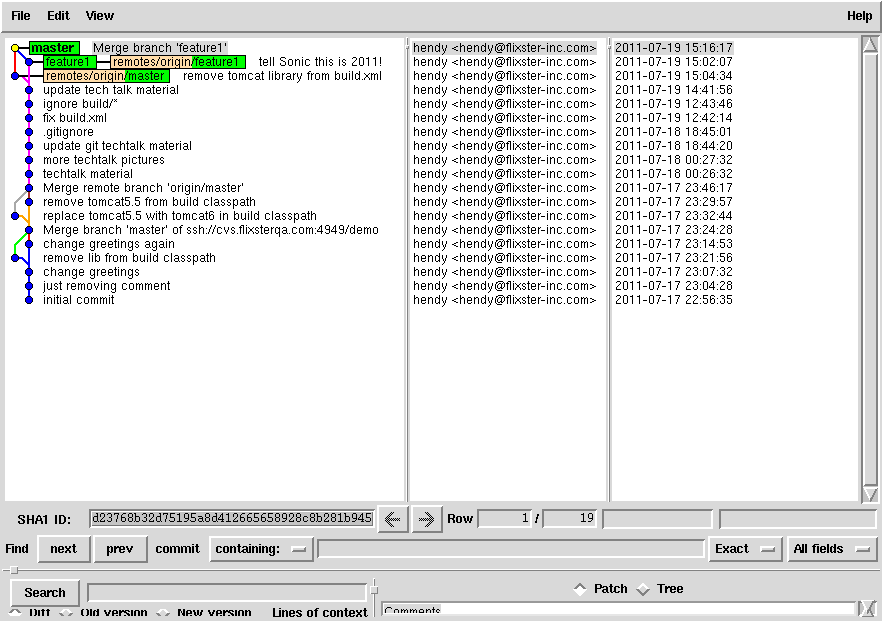 File Edit View Help
master Merge branch 'feature1' hendy <hendy@flixster-inc.com> 2011-07-19 15:16:17
feature1 remotes/origin/feature1 tell Sonic this is 2011! hendy <hendy@flixster-inc.com> 2011-07-19 15:02:07
remotes/origin/master remove tomcat library from build.xml hendy <hendy@flixster-inc.com> 2011-07-19 15:04:34
update tech talk material hendy <hendy@flixster-inc.com> 2011-07-19 14:41:56
ignore build/* hendy <hendy@flixster-inc.com> 2011-07-19 12:43:46
fix build.xml hendy <hendy@flixster-inc.com> 2011-07-19 12:42:14
.gitignore hendy <hendy@flixster-inc.com> 2011-07-18 18:45:01
update git techtalk material hendy <hendy@flixster-inc.com> 2011-07-18 18:44:20
more techtalk pictures hendy <hendy@flixster-inc.com> 2011-07-18 00:27:32
techtalk material hendy <hendy@flixster-inc.com> 2011-07-18 00:26:32
Merge remote branch 'origin/master' hendy <hendy@flixster-inc.com> 2011-07-17 23:46:17
remove tomcat5.5 from build classpath hendy <hendy@flixster-inc.com> 2011-07-17 23:29:57
replace tomcat5.5 with tomcat6 in build classpath hendy <hendy@flixster-inc.com> 2011-07-17 23:32:44
Merge branch 'master' of ssh://cvs.flixsterqa.com:4949/demo hendy <hendy@flixster-inc.com> 2011-07-17 23:24:28
change greetings again hendy <hendy@flixster-inc.com> 2011-07-17 23:14:53
remove lib from build classpath hendy <hendy@flixster-inc.com> 2011-07-17 23:21:56
change greetings hendy <hendy@flixster-inc.com> 2011-07-17 23:07:32
just removing comment hendy <hendy@flixster-inc.com> 2011-07-17 23:04:28
initial commit hendy <hendy@flixster-inc.com> 2011-07-17 22:56:35
SHA1 ID: d23768b32d75195a8d412665658928c8b281b945 Row 1 / 19
Find next prev commit containing: Exact All fields
Search Patch Tree
Diff Old version New version Lines of context Comments